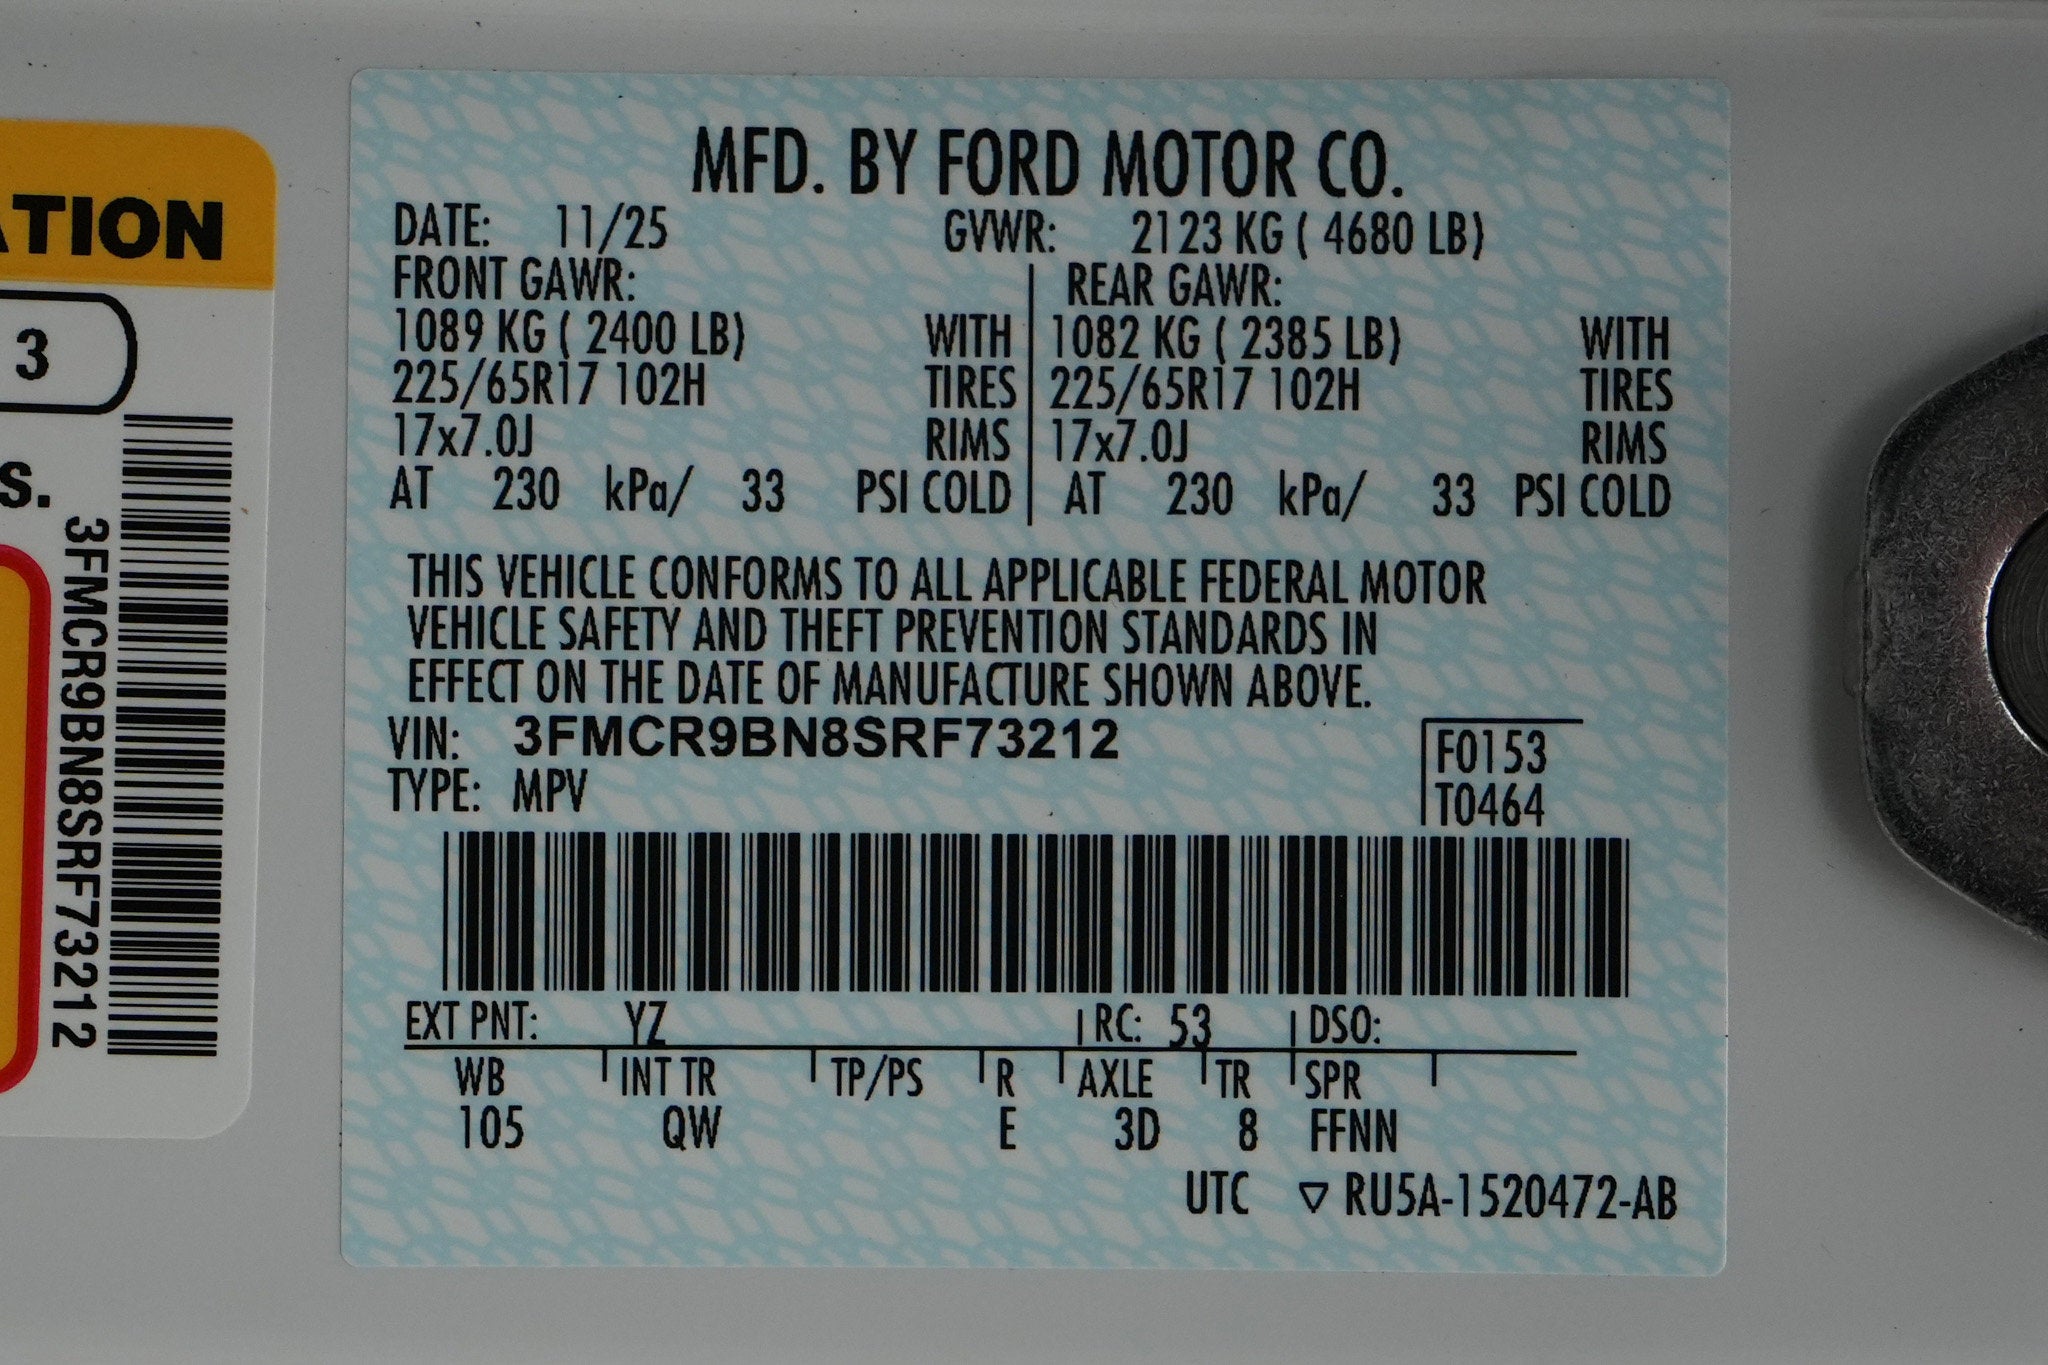 ATION
3
s.
3FMCR9BN8SRF73212
MFD. BY FORD MOTOR CO.
DATE: 11/25 GVWR: 2123 KG ( 4680 LB)
FRONT GAWR: REAR GAWR:
1089 KG ( 2400 LB) WITH 1082 KG ( 2385 LB) WITH
225/65R17 102H TIRES 225/65R17 102H TIRES
17x7.0J RIMS 17x7.0J RIMS
AT 230 kPa/ 33 PSI COLD AT 230 kPa/ 33 PSI COLD
THIS VEHICLE CONFORMS TO ALL APPLICABLE FEDERAL MOTOR
VEHICLE SAFETY AND THEFT PREVENTION STANDARDS IN
EFFECT ON THE DATE OF MANUFACTURE SHOWN ABOVE.
VIN: 3FMCR9BN8SRF73212 F0153
TYPE: MPV T0464
EXT PNT: YZ RC: 53 DSO:
WB INT TR TP/PS R AXLE TR SPR
105 QW E 3D 8 FFNN
UTC ▽ RU5A-1520472-AB